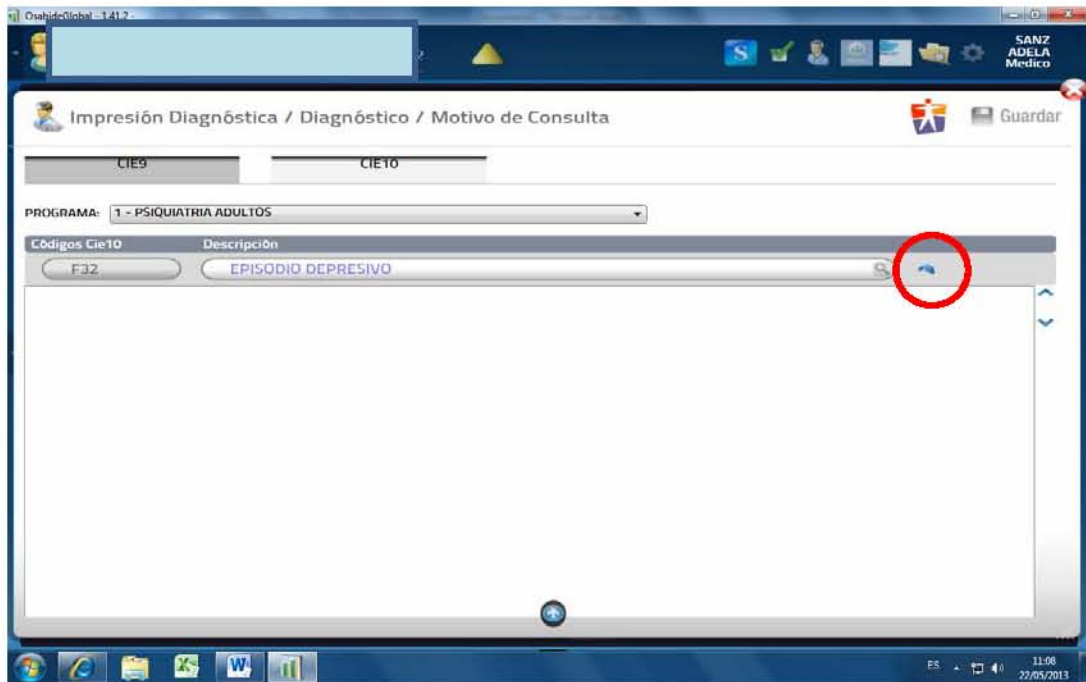 OsabideGlobal - 1.41.2 -
SANZ
ADELA
Medico
Impresión Diagnóstica / Diagnóstico / Motivo de Consulta
Guardar
CIE9 CIE10
PROGRAMA: 1 - PSIQUIATRIA ADULTOS
Códigos Cie10 Descripción
F32 EPISODIO DEPRESIVO
ES 11:08
22/05/2013